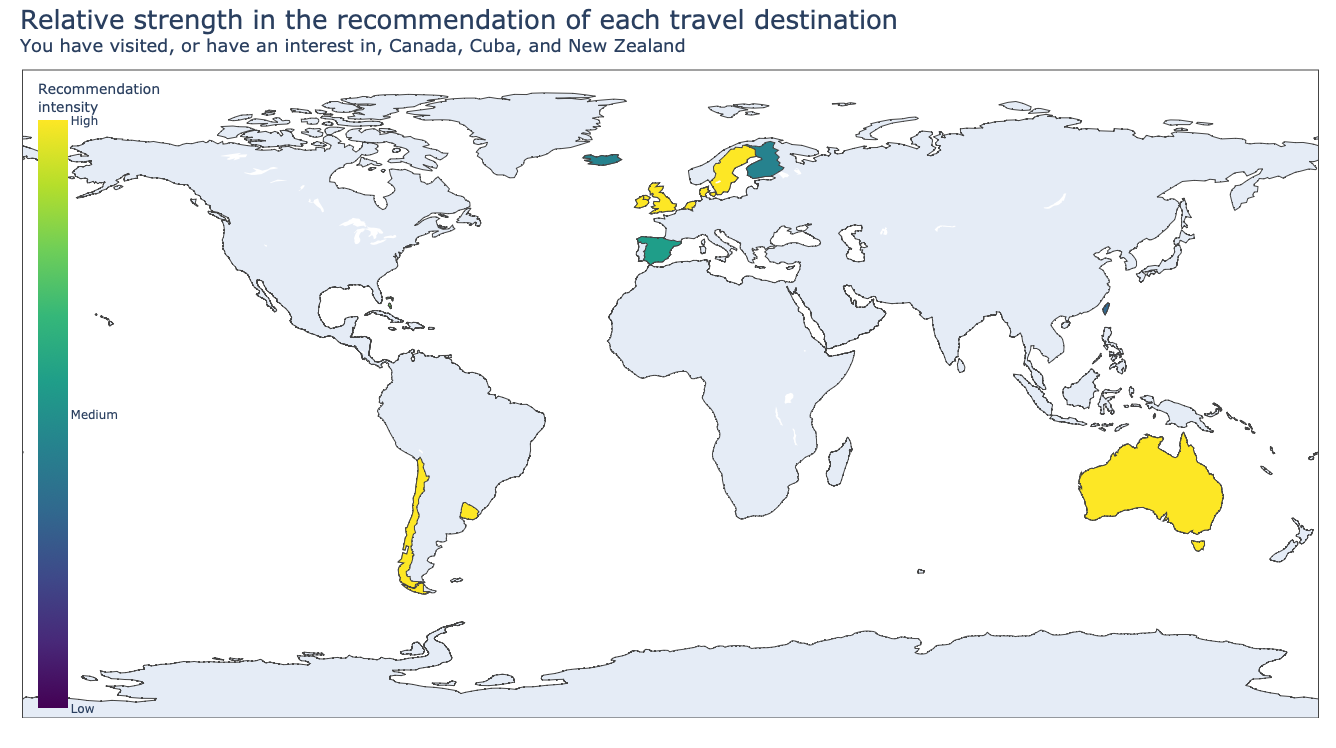 Relative strength in the recommendation of each travel destination
You have visited, or have an interest in, Canada, Cuba, and New Zealand
Recommendation
intensity
High
Medium
Low